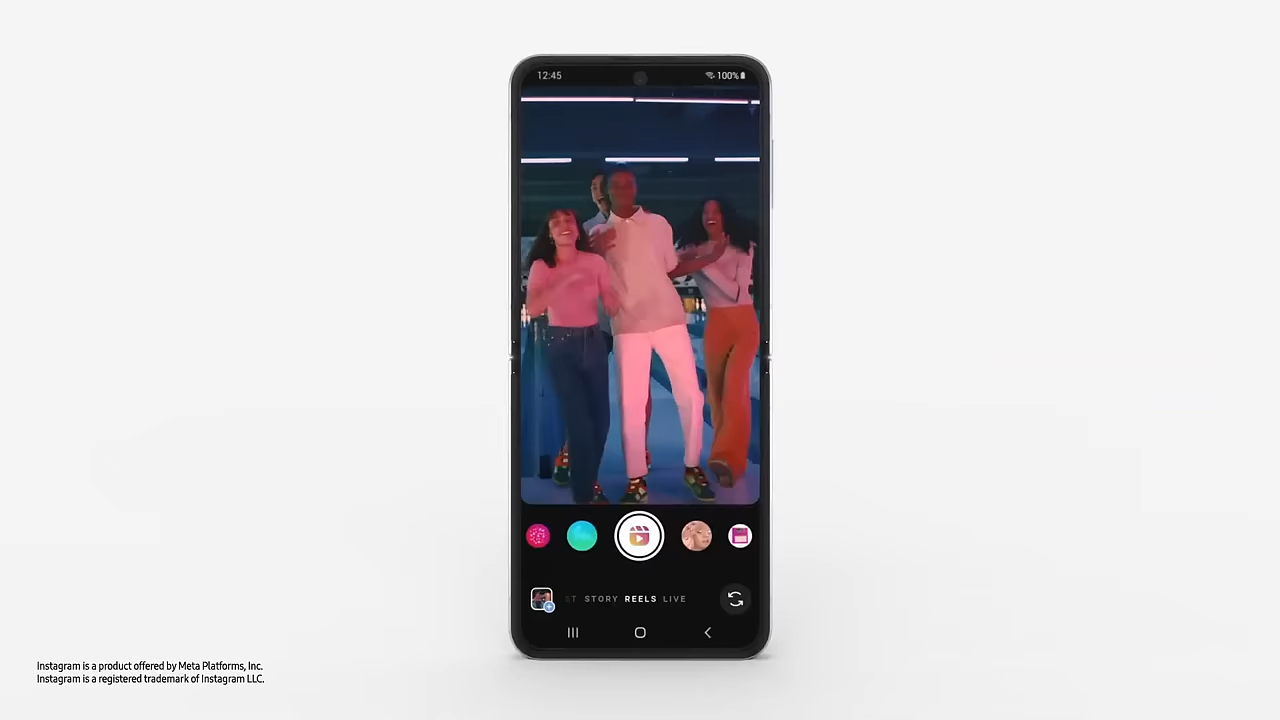 12:45
100%
ST STORY REELS LIVE
Instagram is a product offered by Meta Platforms, Inc.
Instagram is a registered trademark of Instagram LLC.